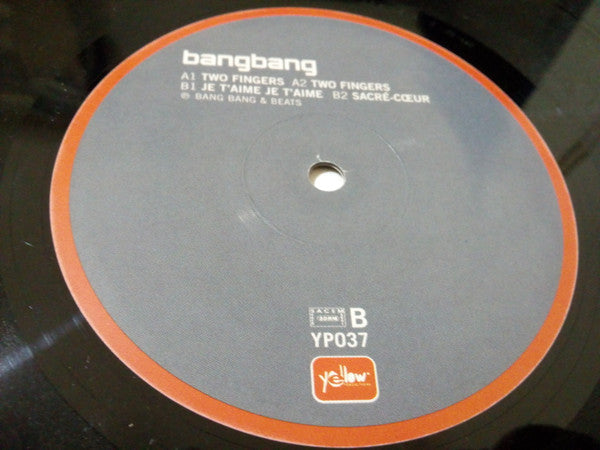 bangbang
A1 TWO FINGERS A2 TWO FINGERS
B1 JE T'AIME JE T'AIME B2 SACRÉ-CŒUR
℗ BANG BANG & BEATS
SACEM
B
YP037
yellow